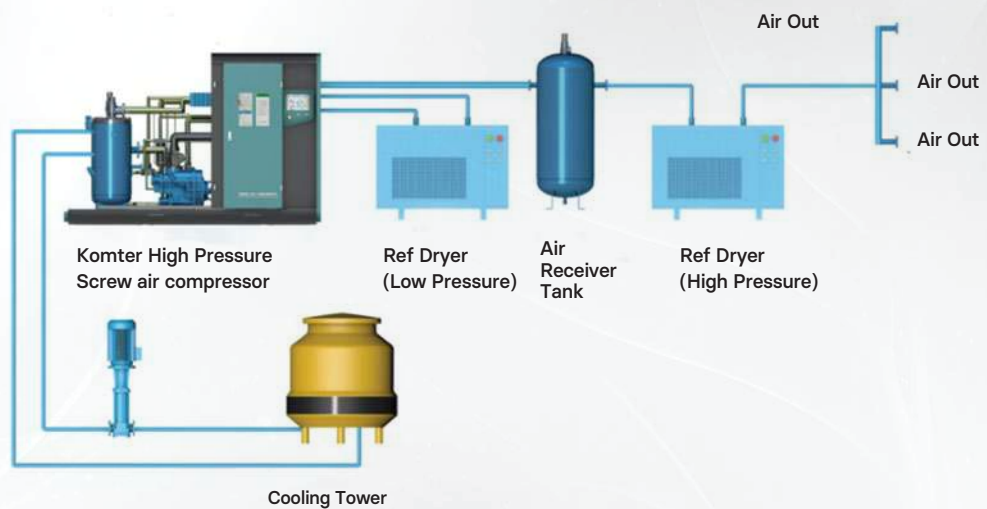 Air Out
Air Out
Air Out
Komter High Pressure
Screw air compressor
Ref Dryer
(Low Pressure)
Air
Receiver
Tank
Ref Dryer
(High Pressure)
Cooling Tower